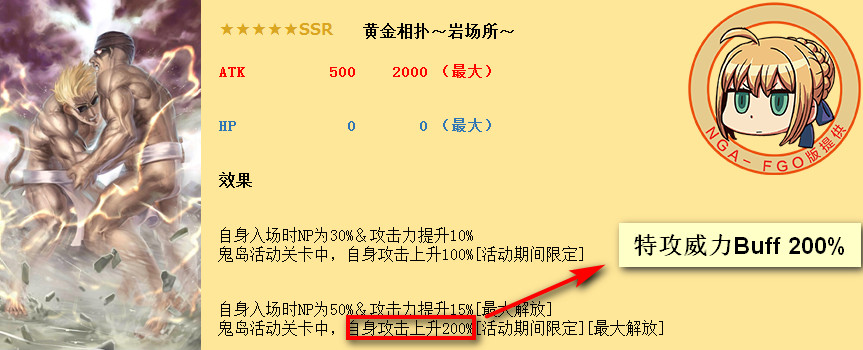 ★★★★★SSR 黄金相扑～岩场所～
ATK 500 2000（最大）
HP 0 0（最大）
效果
自身入场时NP为30%＆攻击力提升10%
鬼岛活动关卡中，自身攻击上升100%[活动期间限定]
特攻威力Buff 200%
自身入场时NP为50%＆攻击力提升15%[最大解放]
鬼岛活动关卡中，自身攻击上升200%[活动期间限定][最大解放]
NGA- FGO版提供